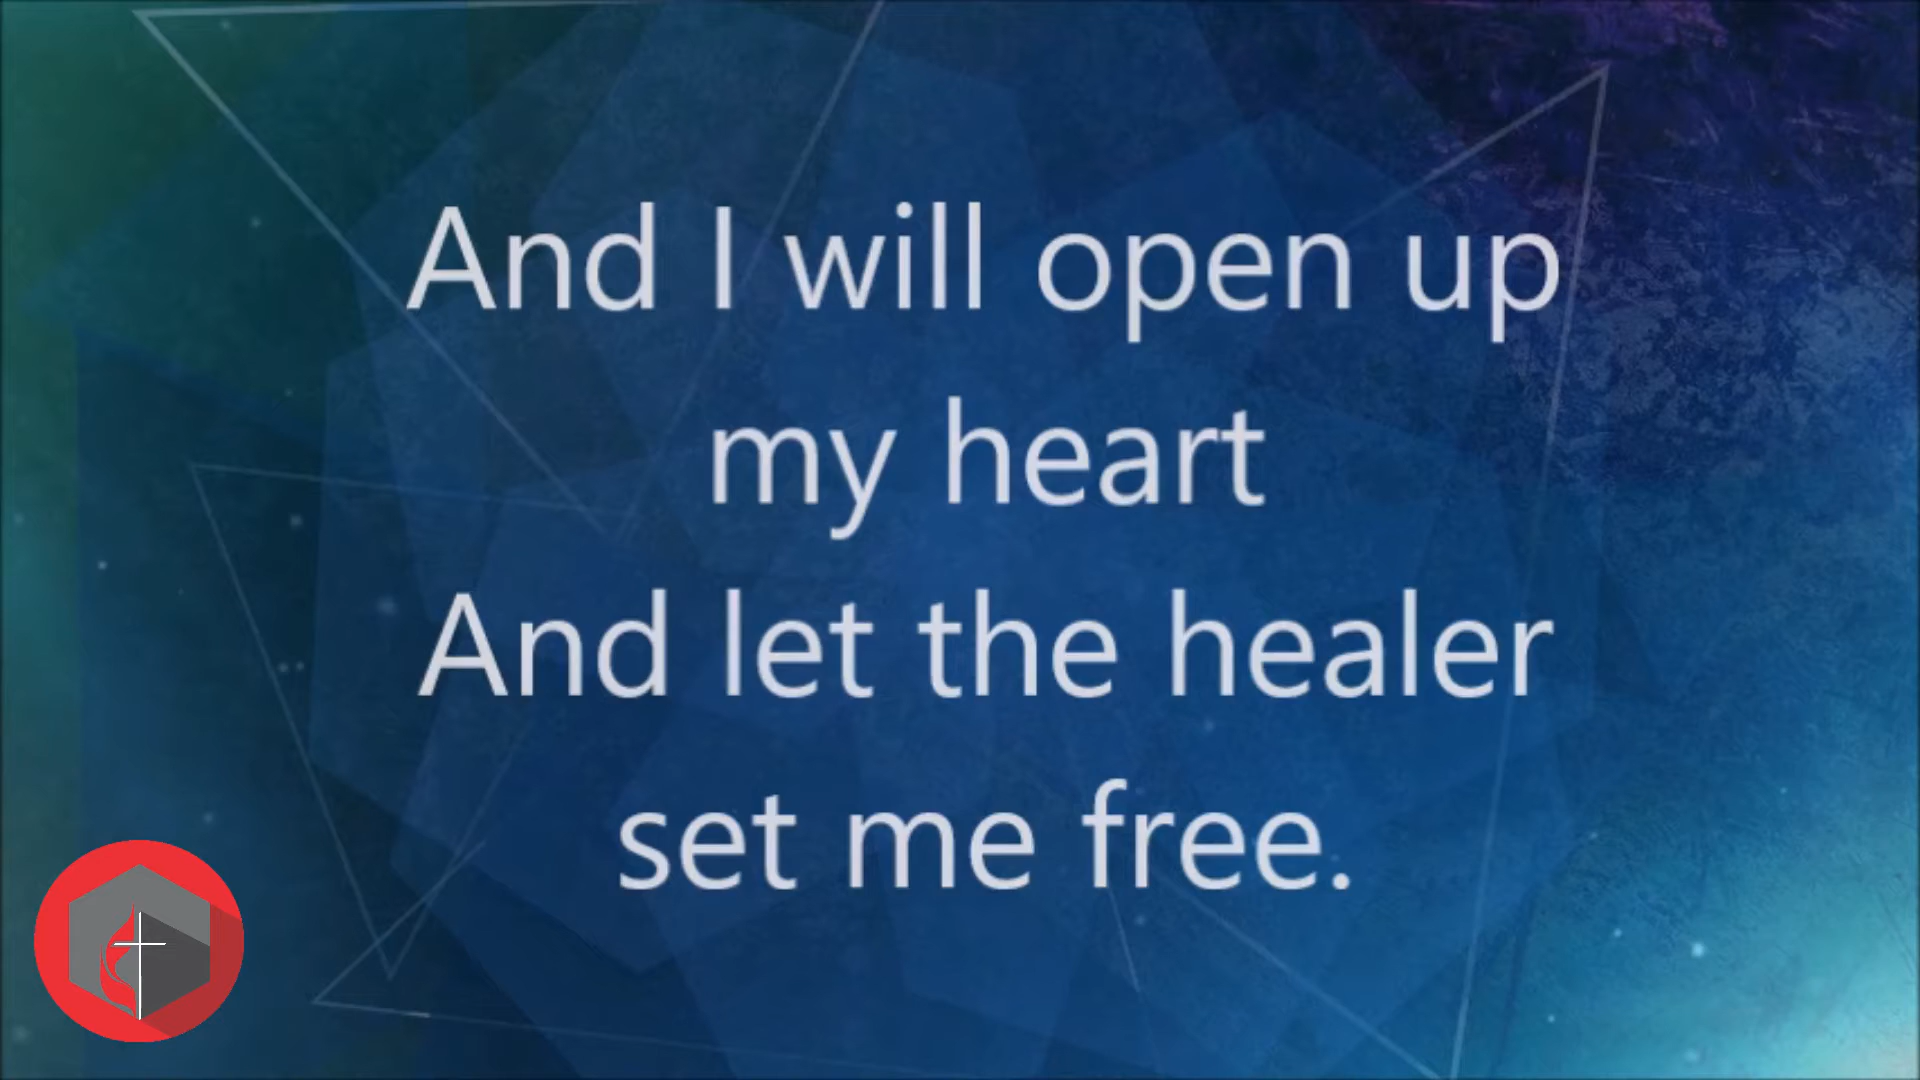 And I will open up
my heart
And let the healer
set me free.